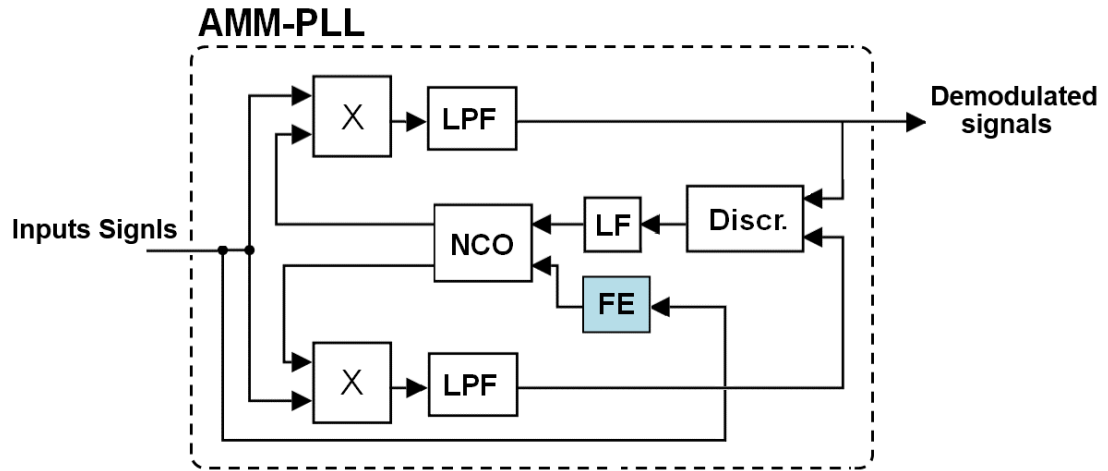 AMM-PLL
X
LPF
Demodulated
signals
Inputs Signls
NCO
LF
Discr.
FE
X
LPF